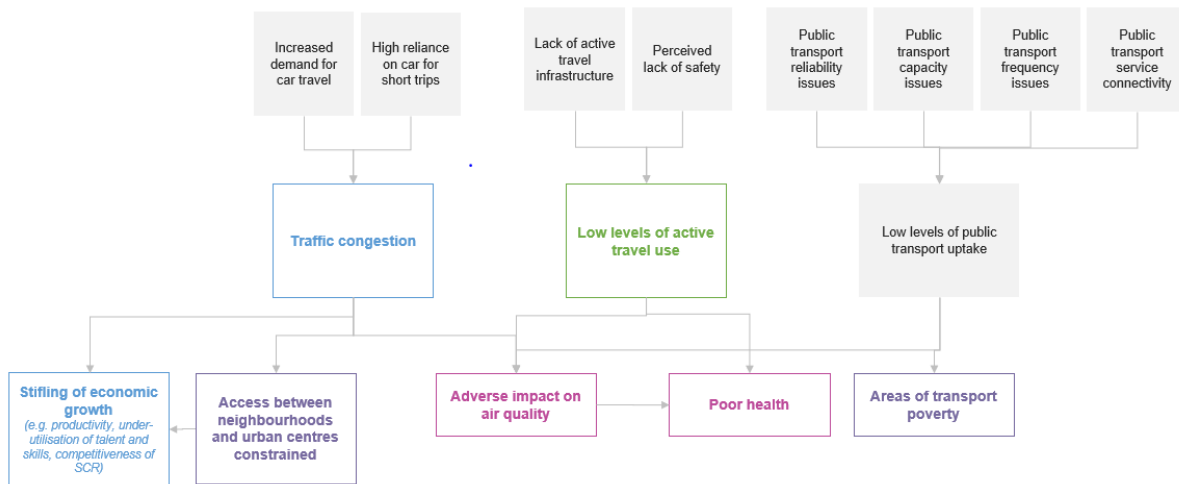 Increased
demand for
car travel
High reliance
on car for
short trips
Lack of active
travel
infrastructure
Perceived
lack of safety
Public
transport
reliability
issues
Public
transport
capacity
issues
Public
transport
frequency
issues
Public
transport
service
connectivity
Traffic congestion
Low levels of active
travel use
Low levels of public
transport uptake
Stifling of economic
growth
(e.g. productivity, under-
utilisation of talent and
skills, competitiveness of
SCR)
Access between
neighbourhoods
and urban centres
constrained
Adverse impact on
air quality
Poor health
Areas of transport
poverty